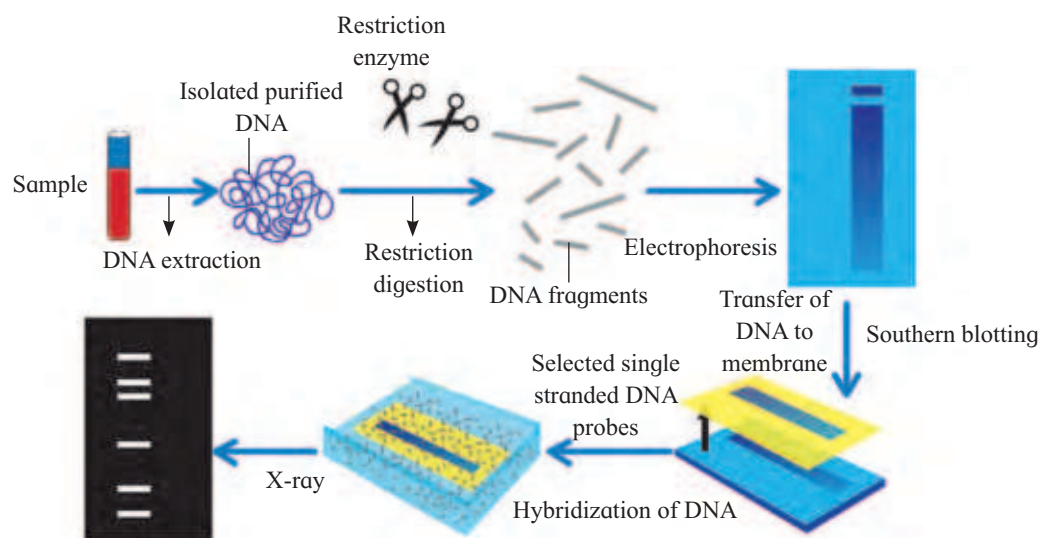 Restriction
enzyme
Isolated purified
DNA
Sample
DNA extraction
Restriction
digestion
DNA fragments
Electrophoresis
Transfer of
DNA to
membrane
Southern blotting
Selected single
stranded DNA
probes
Hybridization of DNA
X-ray